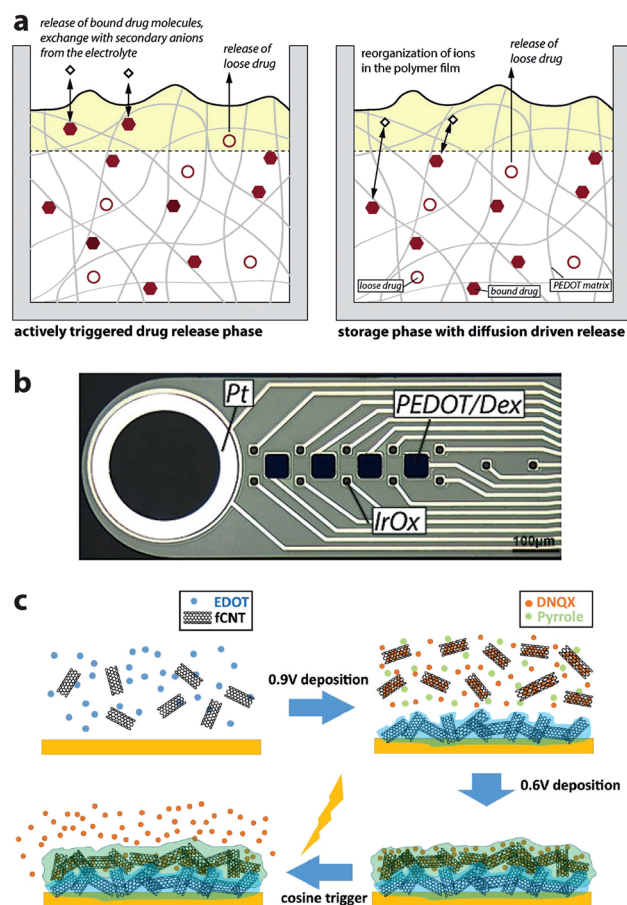 a
release of bound drug molecules,
exchange with secondary anions
from the electrolyte
release of
loose drug
reorganization of ions
in the polymer film
release of
loose drug
loose drug
bound drug
PEDOT matrix
actively triggered drug release phase
storage phase with diffusion driven release
b
Pt
PEDOT/Dex
IrOx
100µm
c
EDOT
fCNT
DNQX
Pyrrole
0.9V deposition
0.6V deposition
cosine trigger